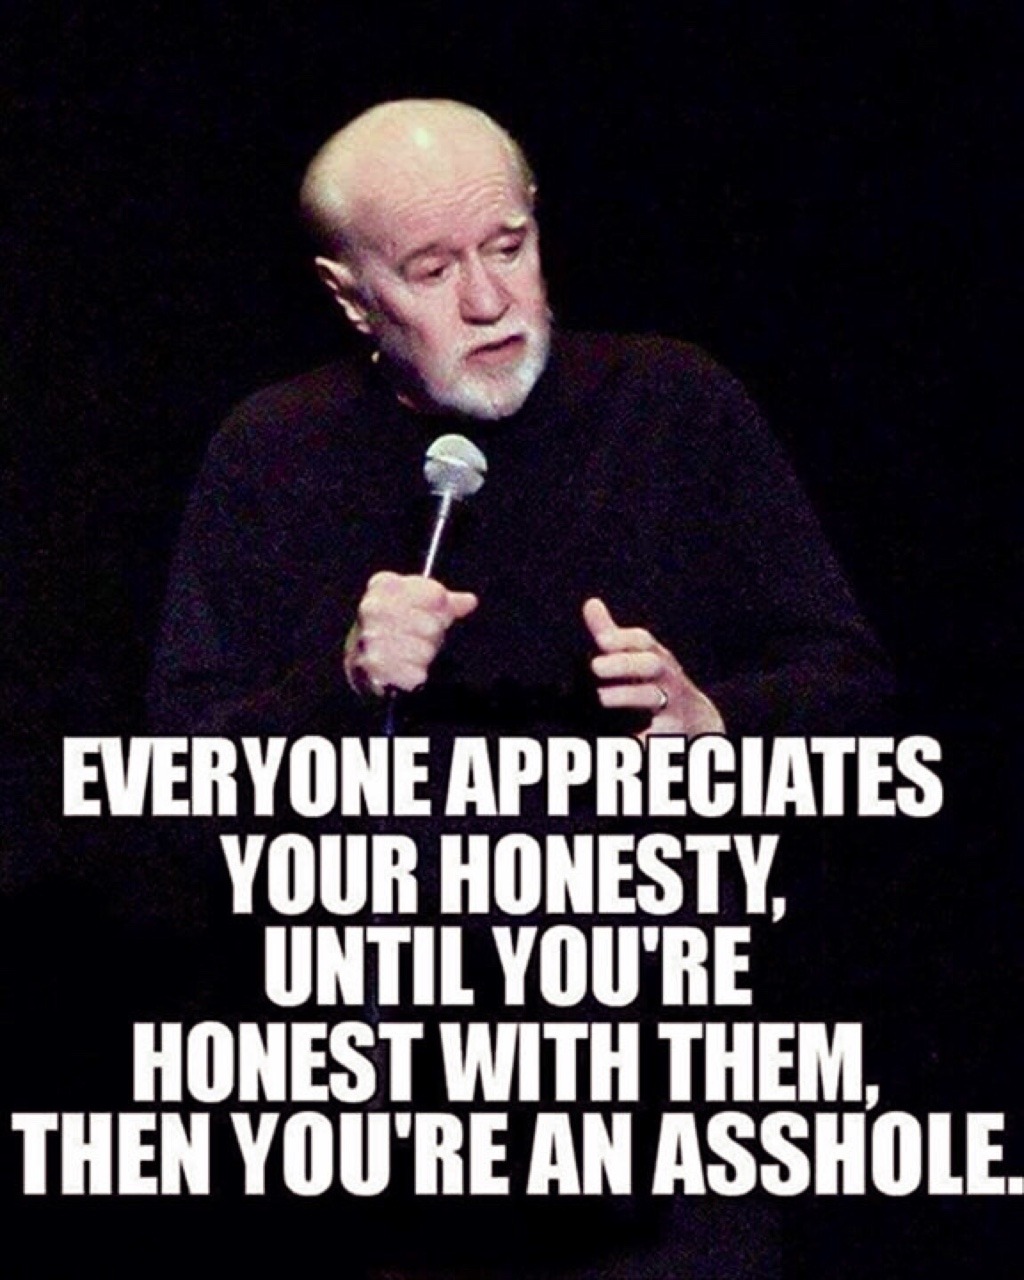 EVERYONE APPRECIATES
YOUR HONESTY,
UNTIL YOU'RE
HONEST WITH THEM,
THEN YOU'RE AN ASSHOLE.